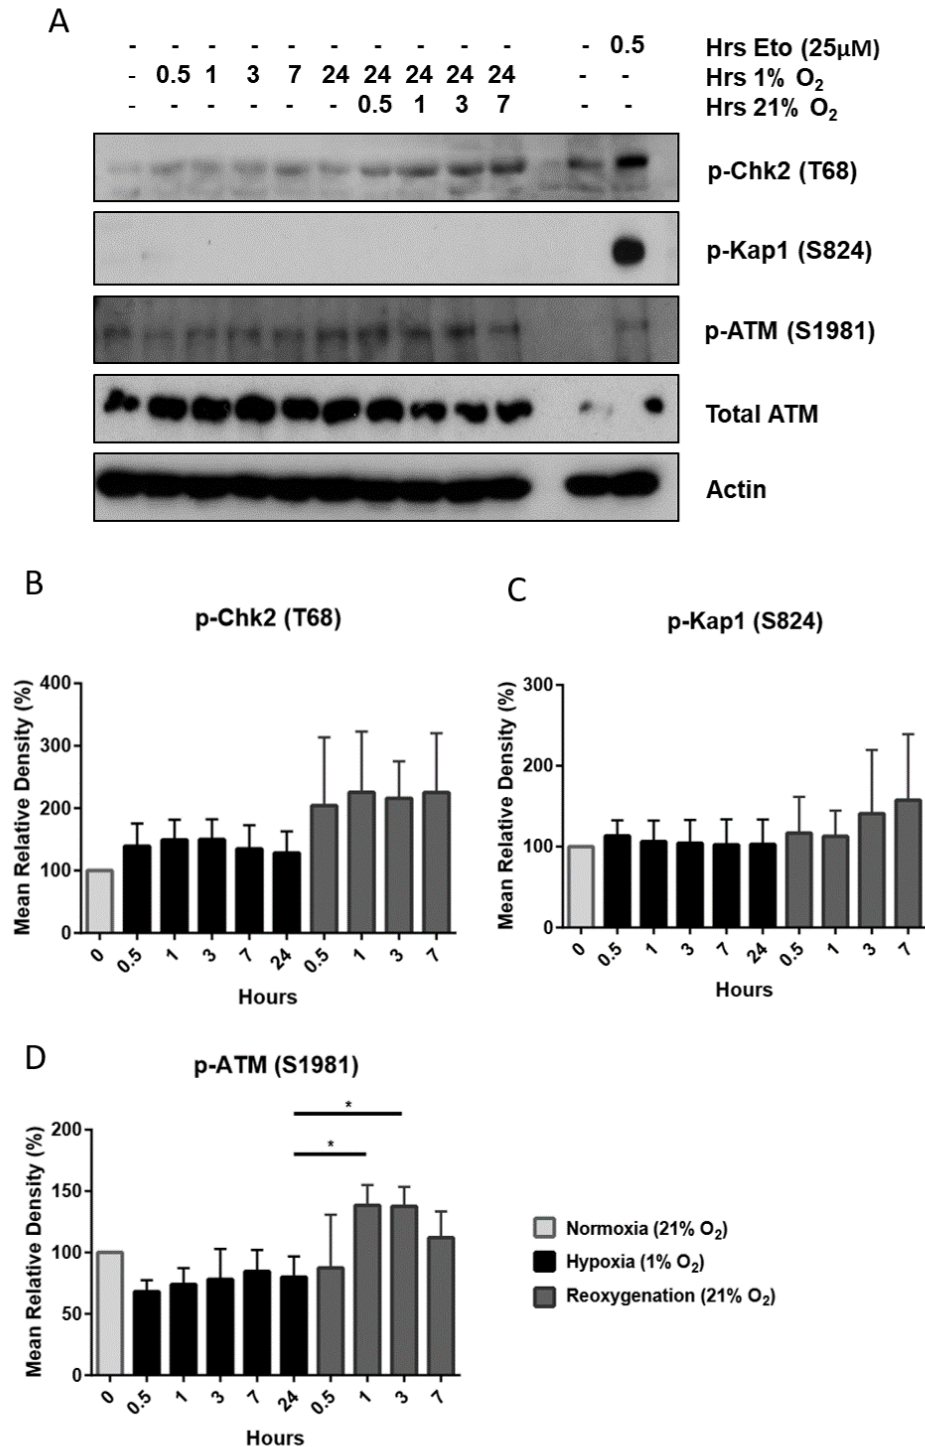 A
- - - - - - - - - - - 0.5 Hrs Eto (25µM)
- 0.5 1 3 7 24 24 24 24 24 - - Hrs 1% O₂
- - - - - - 0.5 1 3 7 - - Hrs 21% O₂
p-Chk2 (T68)
p-Kap1 (S824)
p-ATM (S1981)
Total ATM
Actin
B
p-Chk2 (T68)
Mean Relative Density (%)
400
300
200
100
0
0 0.5 1 3 7 24 0.5 1 3 7
Hours
C
p-Kap1 (S824)
Mean Relative Density (%)
300
200
100
0
0 0.5 1 3 7 24 0.5 1 3 7
Hours
D
p-ATM (S1981)
Mean Relative Density (%)
*
*
200
150
100
50
0
0 0.5 1 3 7 24 0.5 1 3 7
Hours
Normoxia (21% O₂)
Hypoxia (1% O₂)
Reoxygenation (21% O₂)